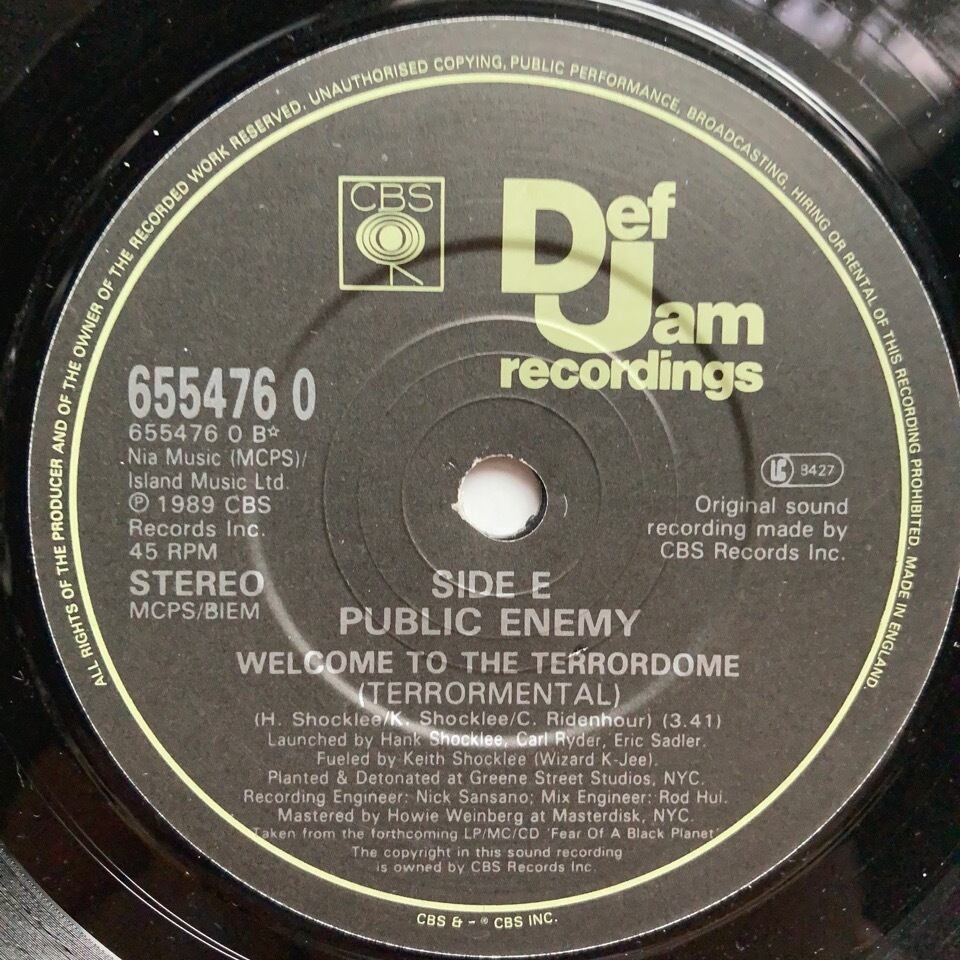 ALL RIGHTS OF THE PRODUCER AND OF THE OWNER OF THE RECORDED WORK RESERVED. UNAUTHORISED COPYING, PUBLIC PERFORMANCE, BROADCASTING, HIRING OR RENTAL OF THIS RECORDING PROHIBITED. MADE IN ENGLAND.
CBS
Def
Jam
recordings
655476 0
655476 0 B☆
Nia Music (MCPS)/
Island Music Ltd.
℗ 1989 CBS
Records Inc.
45 RPM
STEREO
MCPS/BIEM
LC 8427
Original sound
recording made by
CBS Records Inc.
SIDE E
PUBLIC ENEMY
WELCOME TO THE TERRORDOME
(TERRORMENTAL)
(H. Shocklee/K. Shocklee/C. Ridenhour) (3.41)
Launched by Hank Shocklee, Carl Ryder, Eric Sadler.
Fueled by Keith Shocklee (Wizard K-Jee).
Planted & Detonated at Greene Street Studios, NYC.
Recording Engineer: Nick Sansano; Mix Engineer: Rod Hui.
Mastered by Howie Weinberg at Masterdisk, NYC.
Taken from the forthcoming LP/MC/CD 'Fear Of A Black Planet'
The copyright in this sound recording
is owned by CBS Records Inc.
CBS & - ® CBS INC.